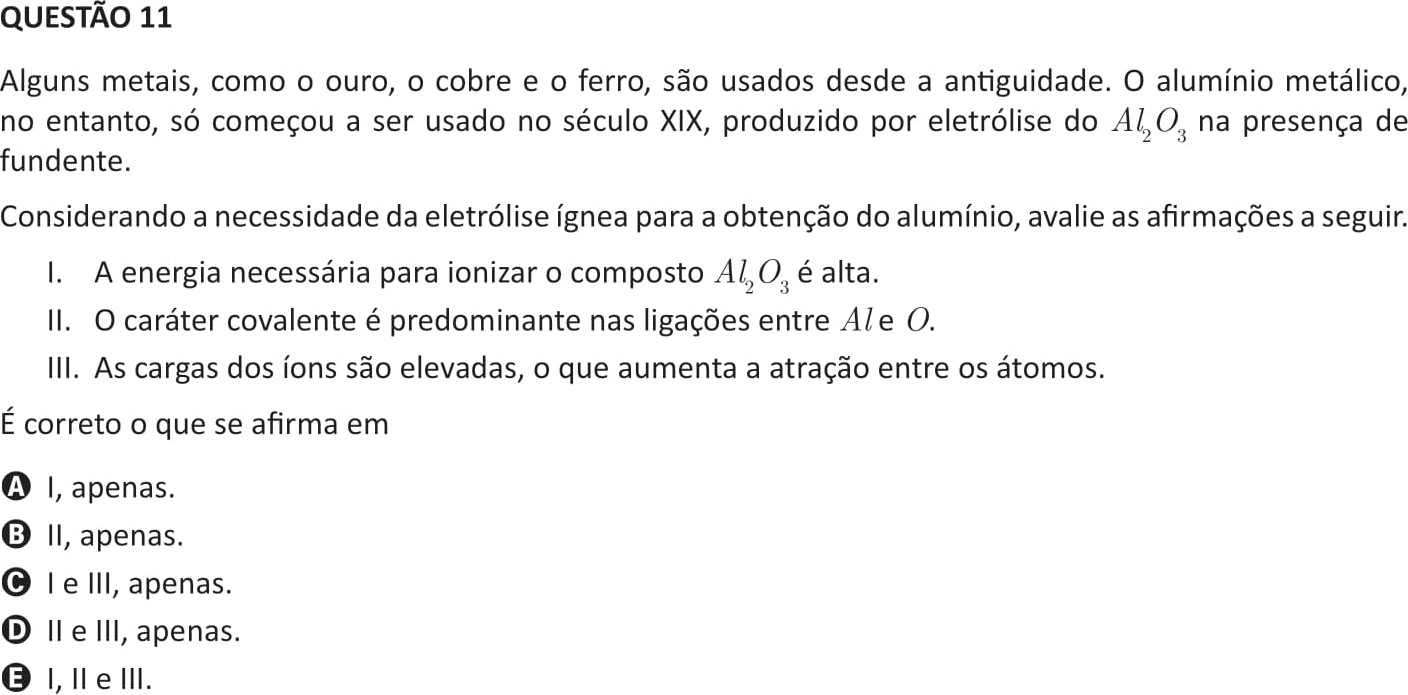 QUESTÃO 11
Alguns metais, como o ouro, o cobre e o ferro, são usados desde a antiguidade. O alumínio metálico,
no entanto, só começou a ser usado no século XIX, produzido por eletrólise do Al₂O₃ na presença de
fundente.
Considerando a necessidade da eletrólise ígnea para a obtenção do alumínio, avalie as afirmações a seguir.
I. A energia necessária para ionizar o composto Al₂O₃ é alta.
II. O caráter covalente é predominante nas ligações entre Al e O.
III. As cargas dos íons são elevadas, o que aumenta a atração entre os átomos.
É correto o que se afirma em
A I, apenas.
B II, apenas.
C I e III, apenas.
D II e III, apenas.
E I, II e III.